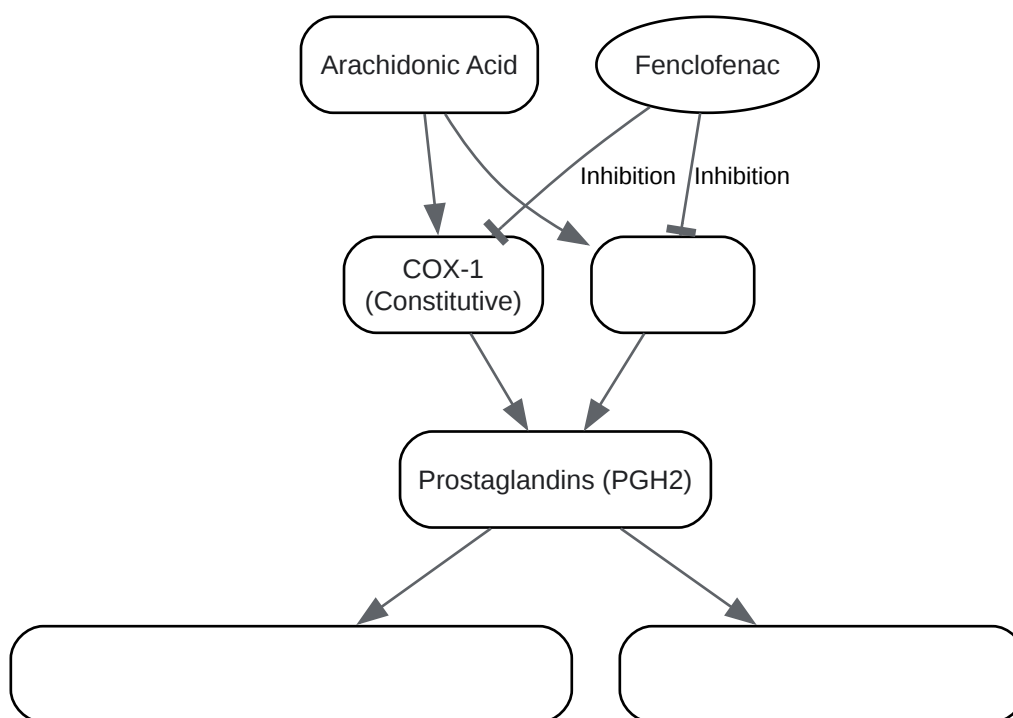 Arachidonic Acid
Fenclofenac
Inhibition
Inhibition
COX-1
(Constitutive)
Prostaglandins (PGH2)